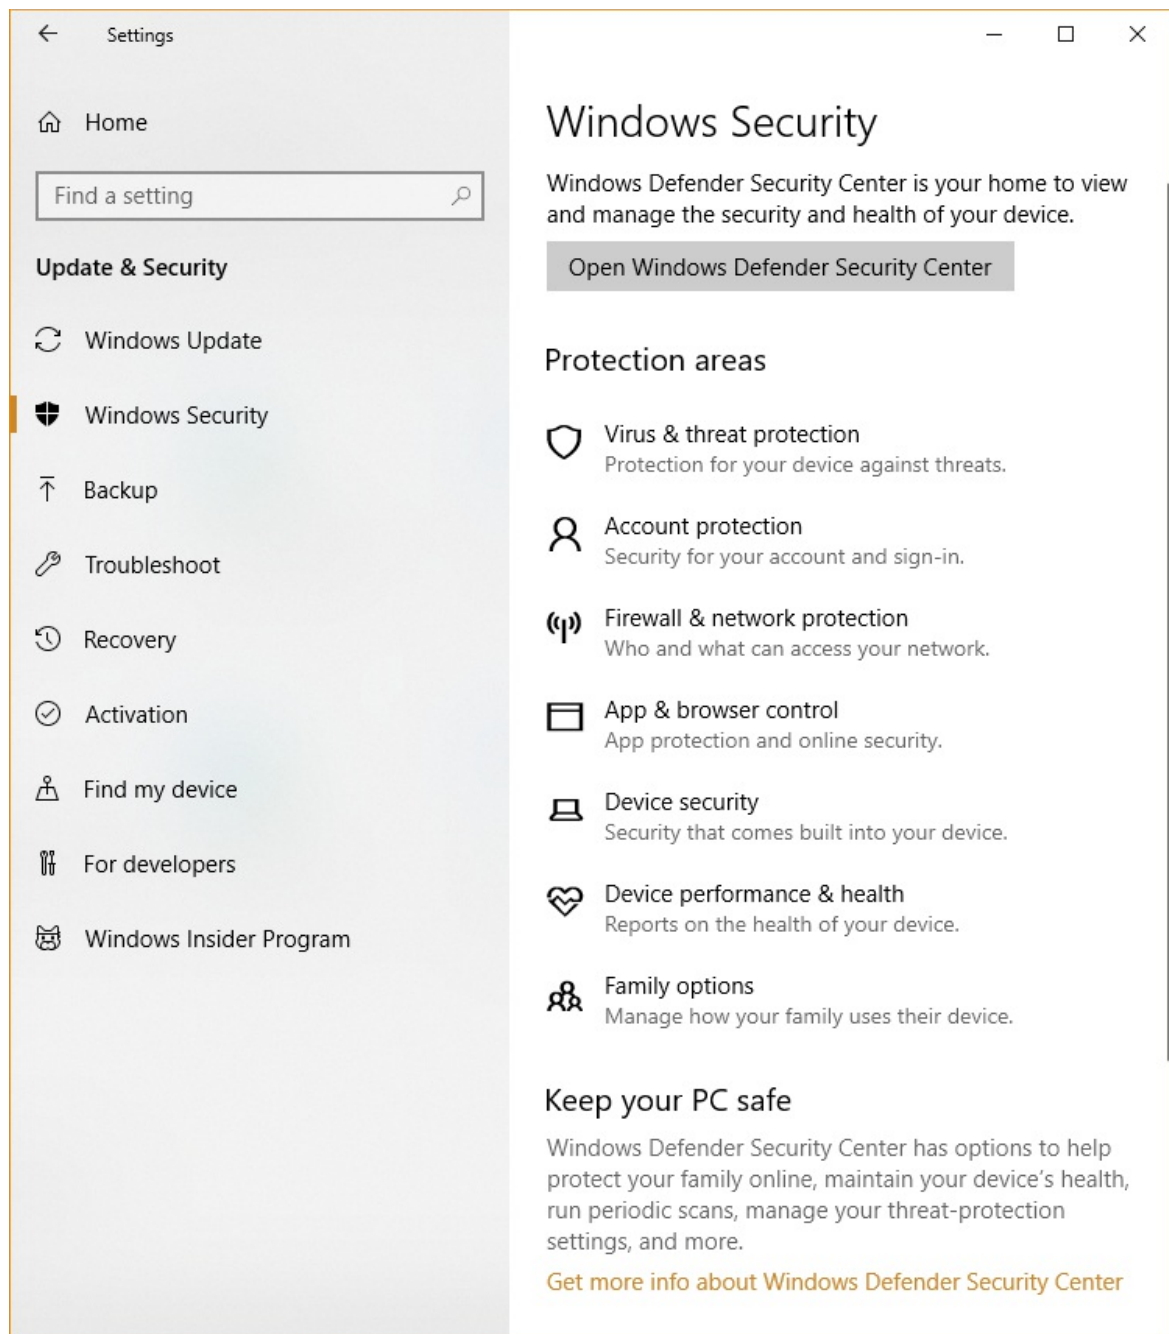 Settings
Home
Find a setting
Update & Security
Windows Update
Windows Security
Backup
Troubleshoot
Recovery
Activation
Find my device
For developers
Windows Insider Program
Windows Security
Windows Defender Security Center is your home to view
and manage the security and health of your device.
Open Windows Defender Security Center
Protection areas
Virus & threat protection
Protection for your device against threats.
Account protection
Security for your account and sign-in.
Firewall & network protection
Who and what can access your network.
App & browser control
App protection and online security.
Device security
Security that comes built into your device.
Device performance & health
Reports on the health of your device.
Family options
Manage how your family uses their device.
Keep your PC safe
Windows Defender Security Center has options to help
protect your family online, maintain your device’s health,
run periodic scans, manage your threat-protection
settings, and more.
Get more info about Windows Defender Security Center